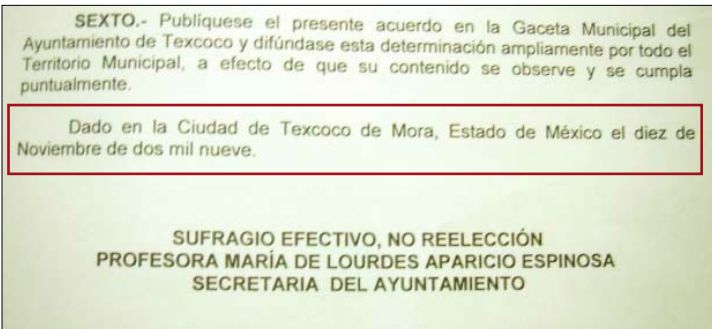 SEXTO.- Publíquese el presente acuerdo en la Gaceta Municipal del
Ayuntamiento de Texcoco y difúndase esta determinación ampliamente por todo el
Territorio Municipal, a efecto de que su contenido se observe y se cumpla
puntualmente.
Dado en la Ciudad de Texcoco de Mora, Estado de México el diez de
Noviembre de dos mil nueve.
SUFRAGIO EFECTIVO, NO REELECCIÓN
PROFESORA MARÍA DE LOURDES APARICIO ESPINOSA
SECRETARIA DEL AYUNTAMIENTO